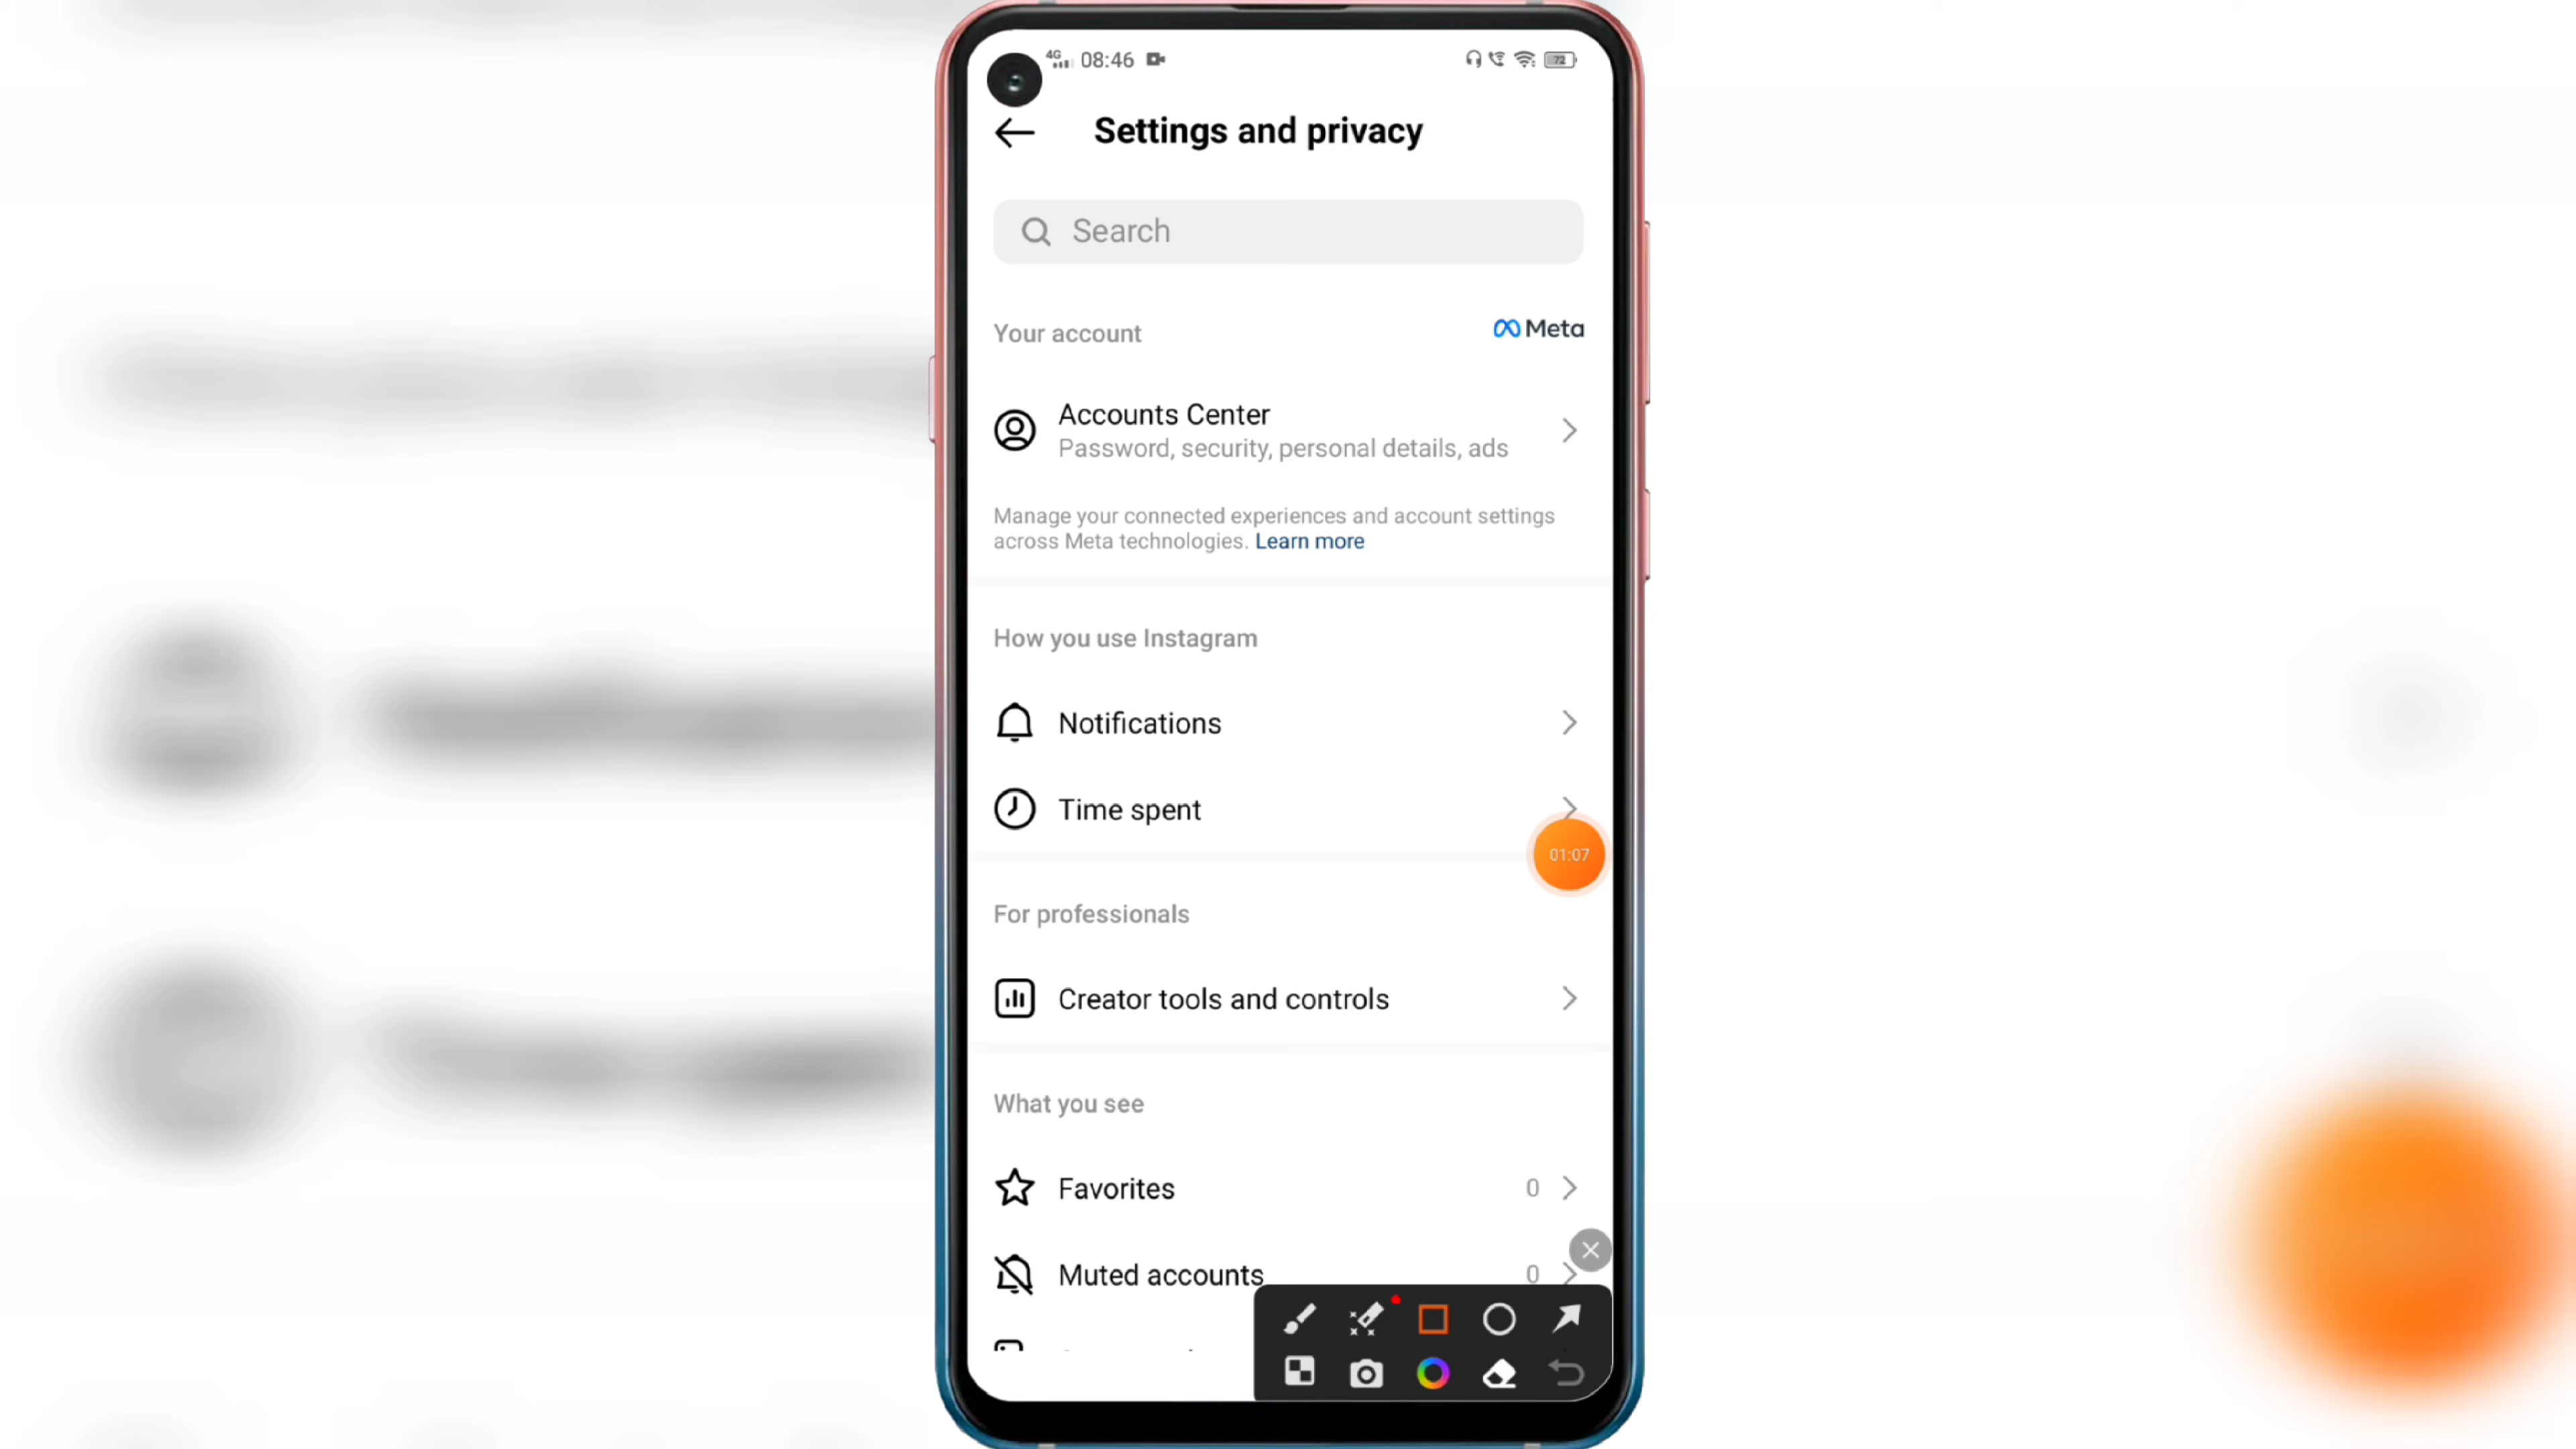 4G 08:46 72
Settings and privacy
Search
Your account
Meta
Accounts Center
Password, security, personal details, ads
Manage your connected experiences and account settings
across Meta technologies. Learn more
How you use Instagram
Notifications
Time spent
01:07
For professionals
Creator tools and controls
What you see
Favorites 0
Muted accounts 0